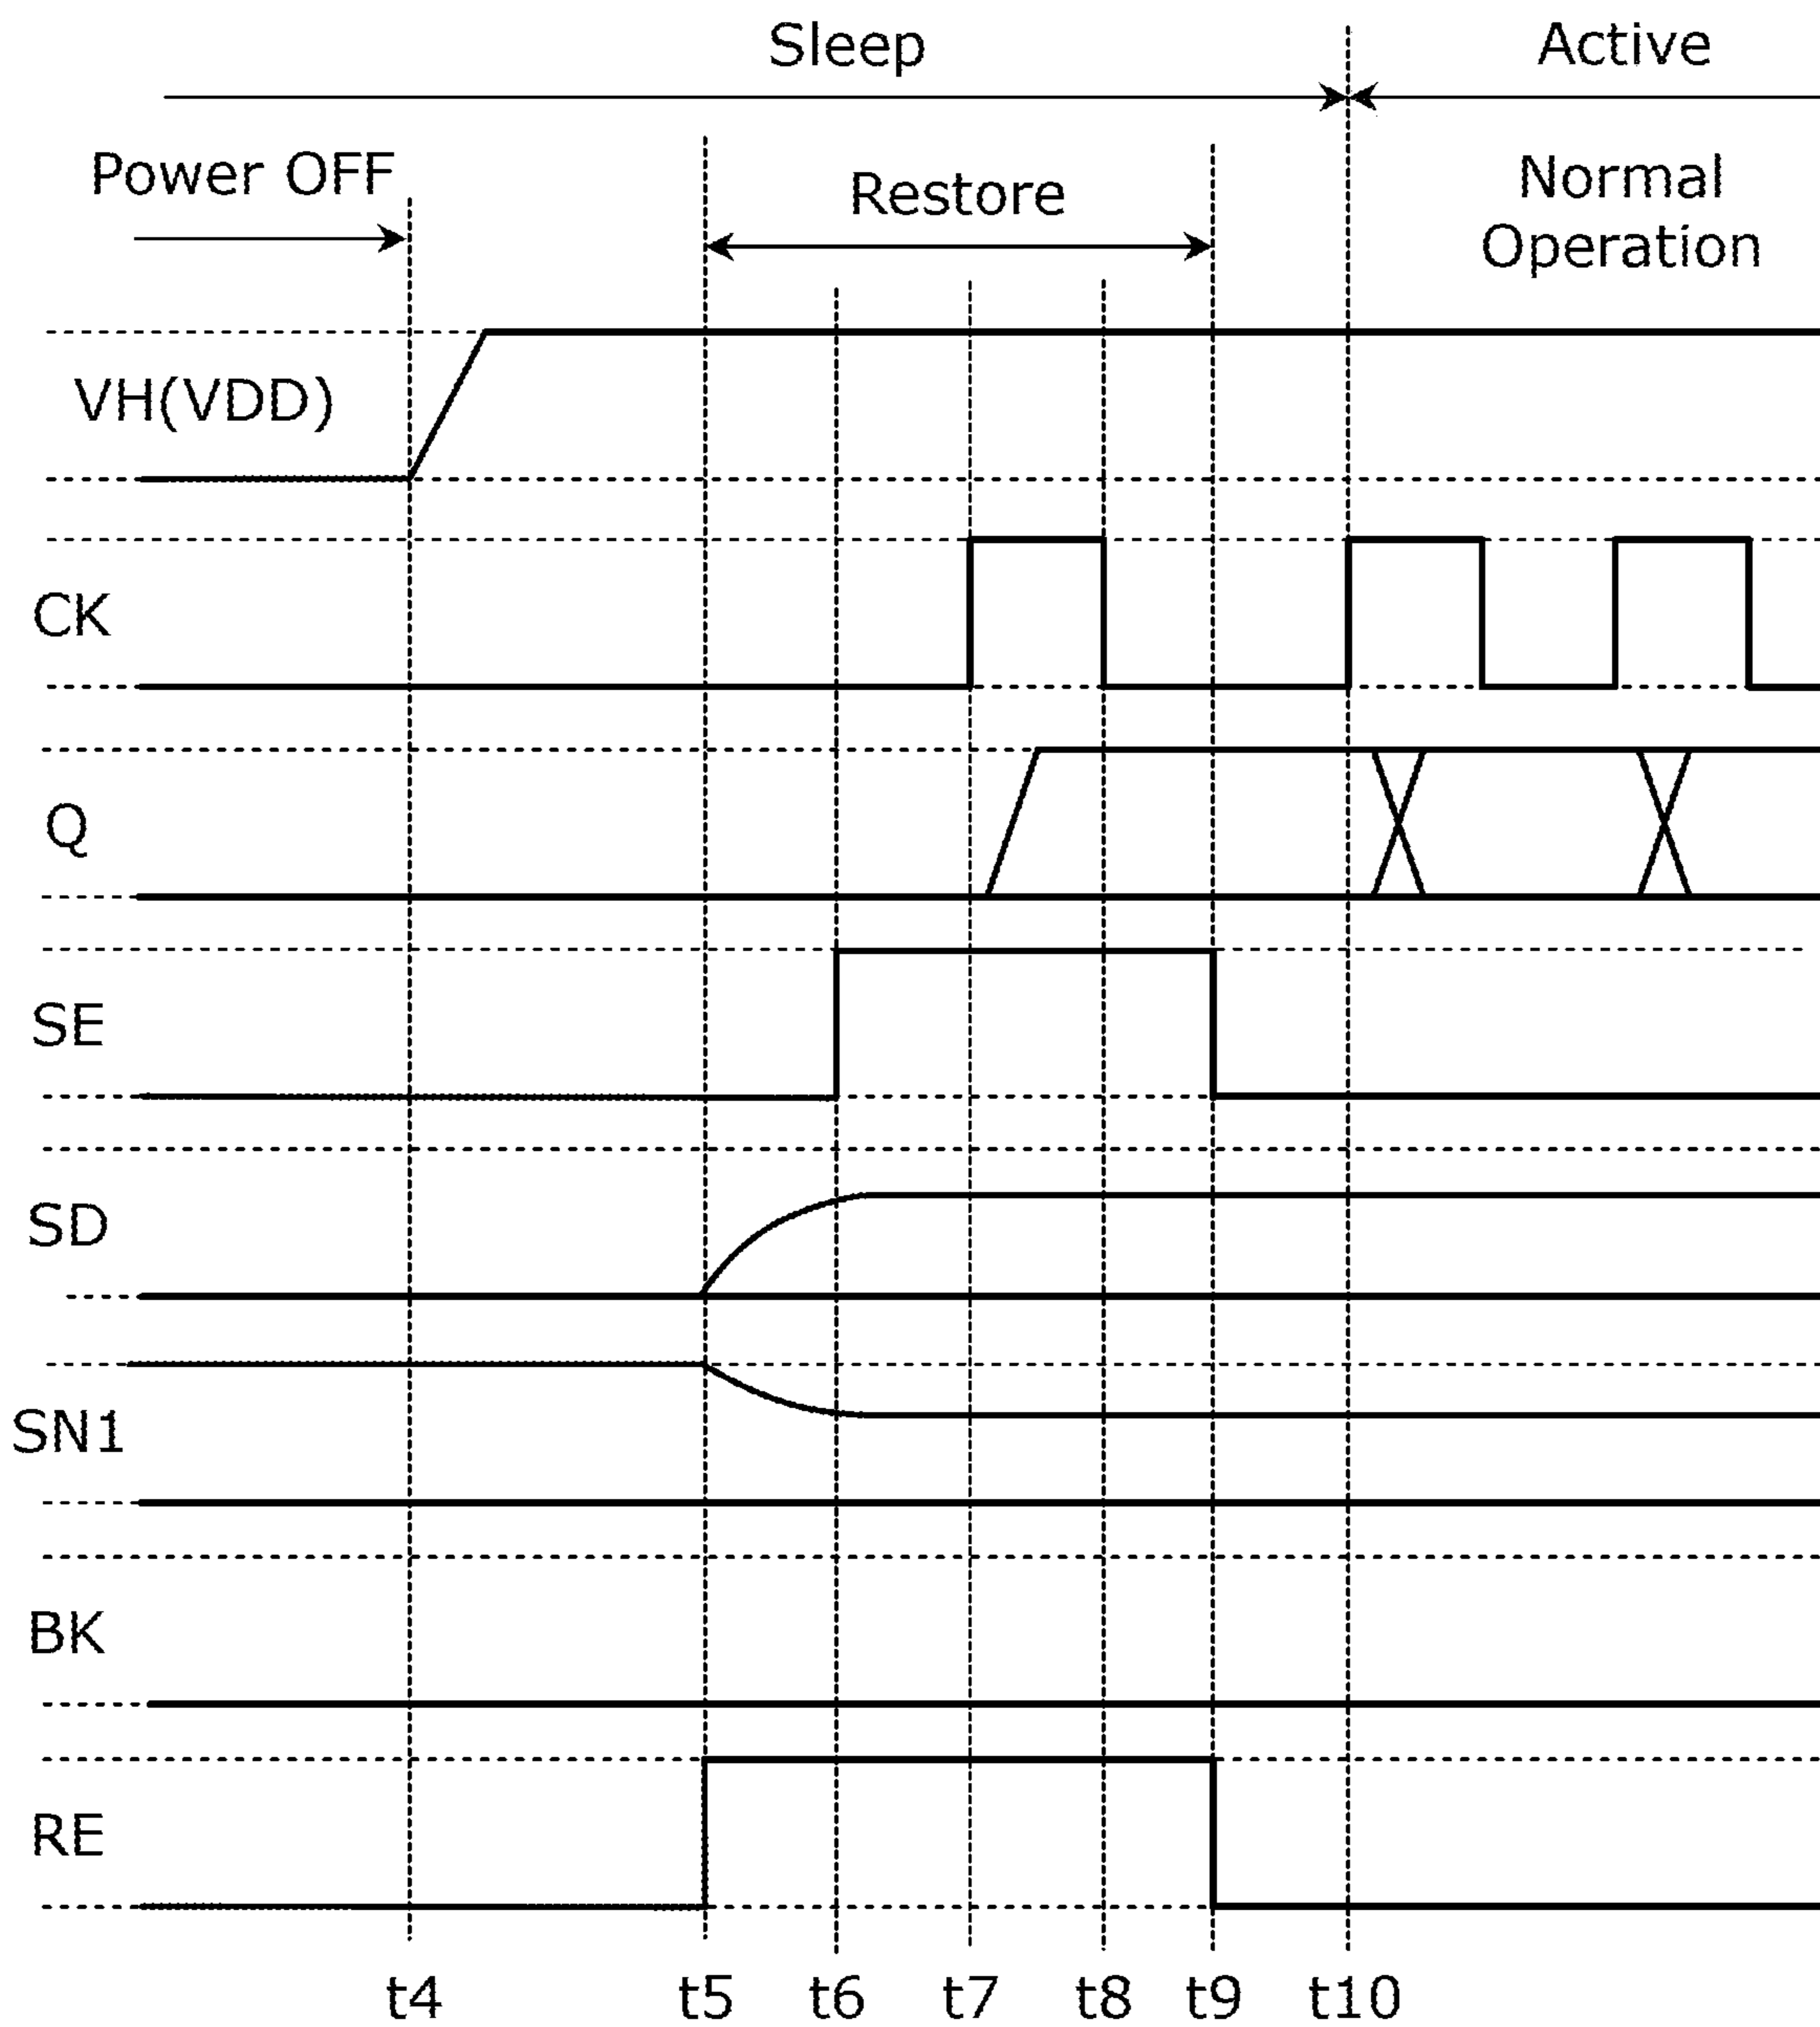 Sleep
Active
Power OFF
Restore
Normal
Operation
VH(VDD)
CK
Q
SE
SD
SN1
BK
RE
t4
t5
t6
t7
t8
t9
t10